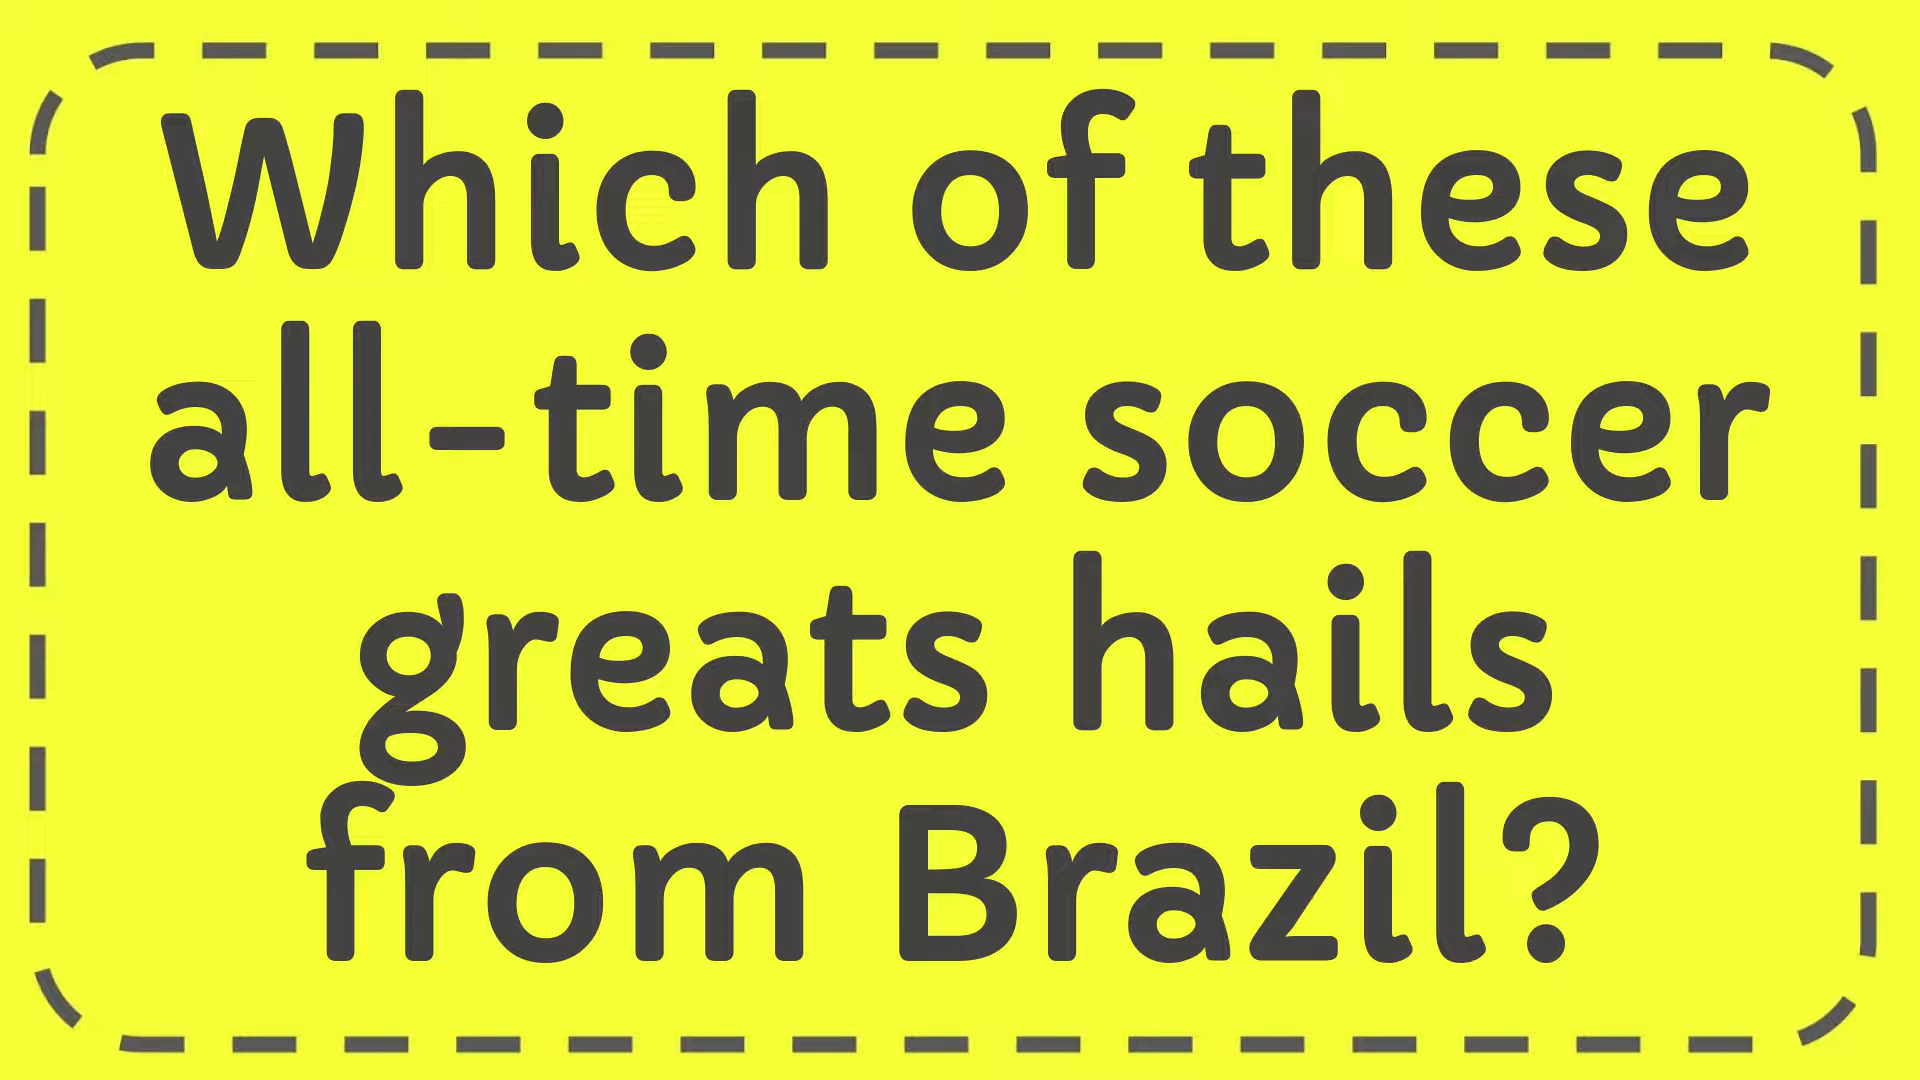 Which of these
all-time soccer
greats hails
from Brazil?